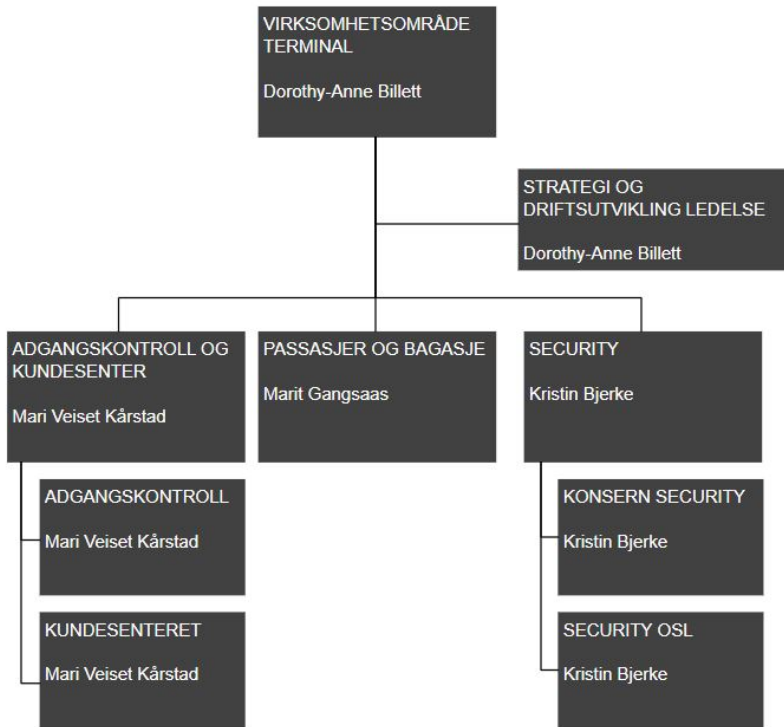 VIRKSOMHETSOMRÅDE
TERMINAL
Dorothy-Anne Billett
STRATEGI OG
DRIFTSUTVIKLING LEDELSE
Dorothy-Anne Billett
ADGANGSKONTROLL OG
KUNDESENTER
Mari Veiset Kårstad
PASSASJER OG BAGASJE
Marit Gangsaas
SECURITY
Kristin Bjerke
ADGANGSKONTROLL
Mari Veiset Kårstad
KONSERN SECURITY
Kristin Bjerke
KUNDESENTERET
Mari Veiset Kårstad
SECURITY OSL
Kristin Bjerke